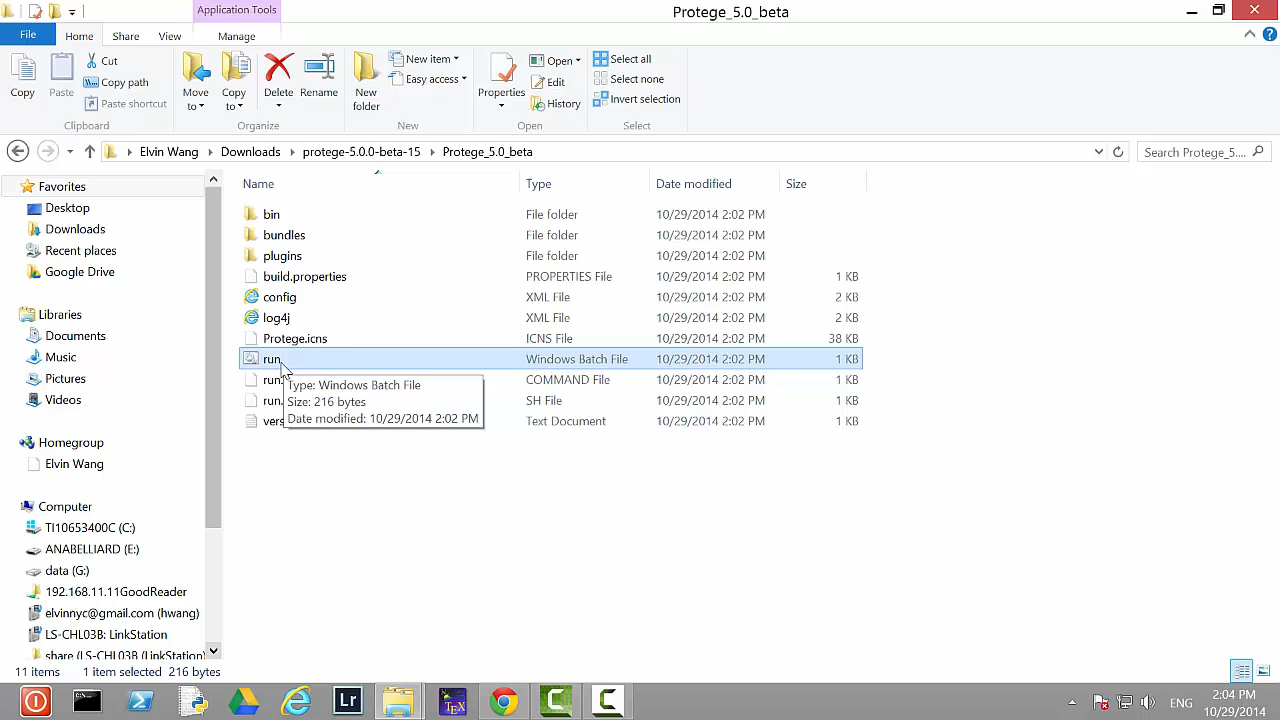 Application Tools
Protege_5.0_beta
File Home Share View Manage
Copy
Paste
Cut
Copy path
Paste shortcut
Clipboard
Move to
Copy to
Delete
Rename
Organize
New folder
New item
Easy access
New
Properties
Open
Edit
History
Open
Select all
Select none
Invert selection
Select
Elvin Wang Downloads protege-5.0.0-beta-15 Protege_5.0_beta
Search Protege_5....
Favorites
Desktop
Downloads
Recent places
Google Drive
Libraries
Documents
Music
Pictures
Videos
Homegroup
Elvin Wang
Computer
TI10653400C (C:)
ANABELLIARD (E:)
data (G:)
192.168.11.11GoodReader
elvinnyc@gmail.com (hwang)
LS-CHL03B: LinkStation
share (LS-CHL03B (LinkStation)
Name Type Date modified Size
bin File folder 10/29/2014 2:02 PM
bundles File folder 10/29/2014 2:02 PM
plugins File folder 10/29/2014 2:02 PM
build.properties PROPERTIES File 10/29/2014 2:02 PM 1 KB
config XML File 10/29/2014 2:02 PM 2 KB
log4j XML File 10/29/2014 2:02 PM 2 KB
Protege.icns ICNS File 10/29/2014 2:02 PM 38 KB
run Windows Batch File 10/29/2014 2:02 PM 1 KB
run. COMMAND File 10/29/2014 2:02 PM 1 KB
run. SH File 10/29/2014 2:02 PM 1 KB
vers Text Document 10/29/2014 2:02 PM 1 KB
Type: Windows Batch File
Size: 216 bytes
Date modified: 10/29/2014 2:02 PM
11 items 1 item selected 216 bytes
Lr
TEX
ENG
2:04 PM
10/29/2014